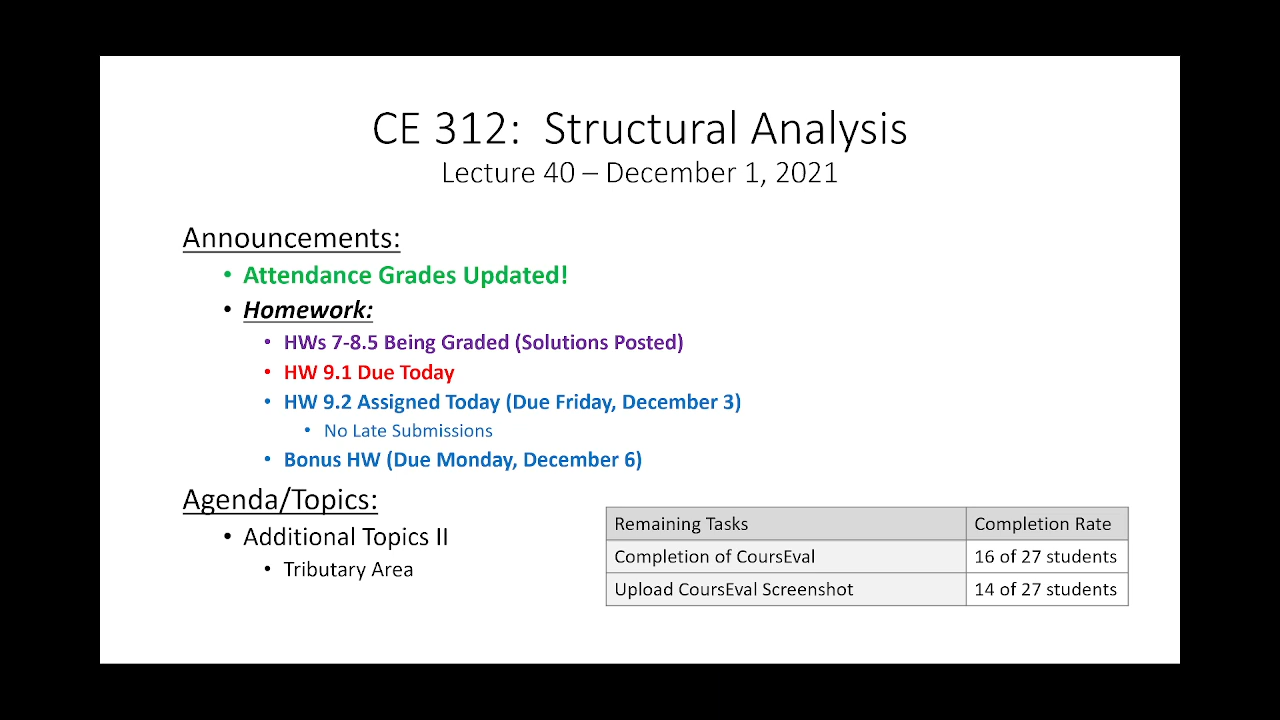 CE 312: Structural Analysis
Lecture 40 – December 1, 2021
Announcements:
• Attendance Grades Updated!
• Homework:
• HWs 7-8.5 Being Graded (Solutions Posted)
• HW 9.1 Due Today
• HW 9.2 Assigned Today (Due Friday, December 3)
• No Late Submissions
• Bonus HW (Due Monday, December 6)
Agenda/Topics:
• Additional Topics II
• Tributary Area
Remaining Tasks Completion Rate
Completion of CoursEval 16 of 27 students
Upload CoursEval Screenshot 14 of 27 students